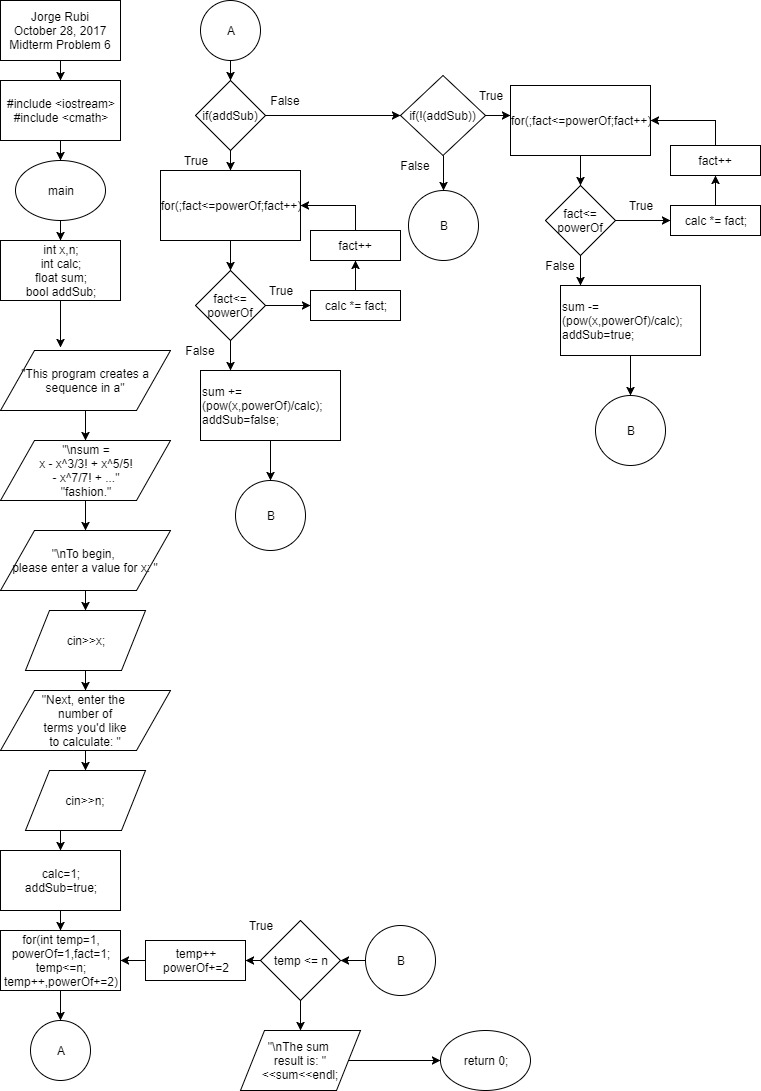 Jorge Rubi
October 28, 2017
Midterm Problem 6
#include <iostream>
#include <cmath>
main
int x,n;
int calc;
float sum;
bool addSub;
"This program creates a
sequence in a"
"\nsum =
x - x^3/3! + x^5/5!
- x^7/7! + ..."
"fashion."
"\nTo begin,
please enter a value for x: "
cin>>x;
"Next, enter the
number of
terms you'd like
to calculate: "
cin>>n;
calc=1;
addSub=true;
for(int temp=1,
powerOf=1,fact=1;
temp<=n;
temp++,powerOf+=2)
A
A
if(addSub)
False
True
for(;fact<=powerOf;fact++)
fact++
fact<=
powerOf
True
calc *= fact;
False
sum +=
(pow(x,powerOf)/calc);
addSub=false;
B
if(!(addSub))
True
False
B
for(;fact<=powerOf;fact++)
fact++
fact<=
powerOf
True
calc *= fact;
False
sum -=
(pow(x,powerOf)/calc);
addSub=true;
B
B
temp <= n
True
temp++
powerOf+=2
"\nThe sum
result is: "
<<sum<<endl;
return 0;